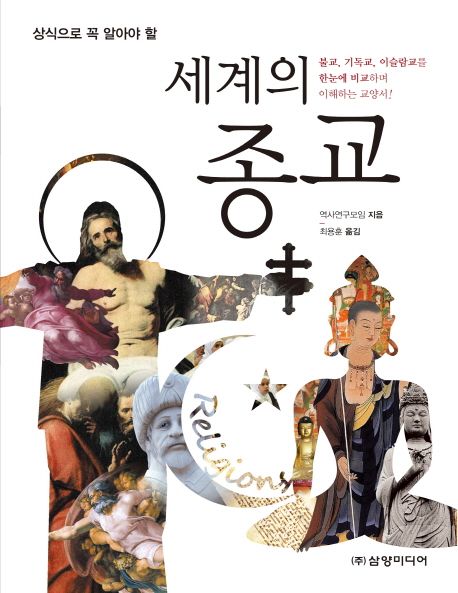 상식으로 꼭 알아야 할
세계의
종교
불교, 기독교, 이슬람교를
한눈에 비교하며
이해하는 교양서!
역사연구모임 지음
최용훈 옮김
Religions
(주) 삼양미디어